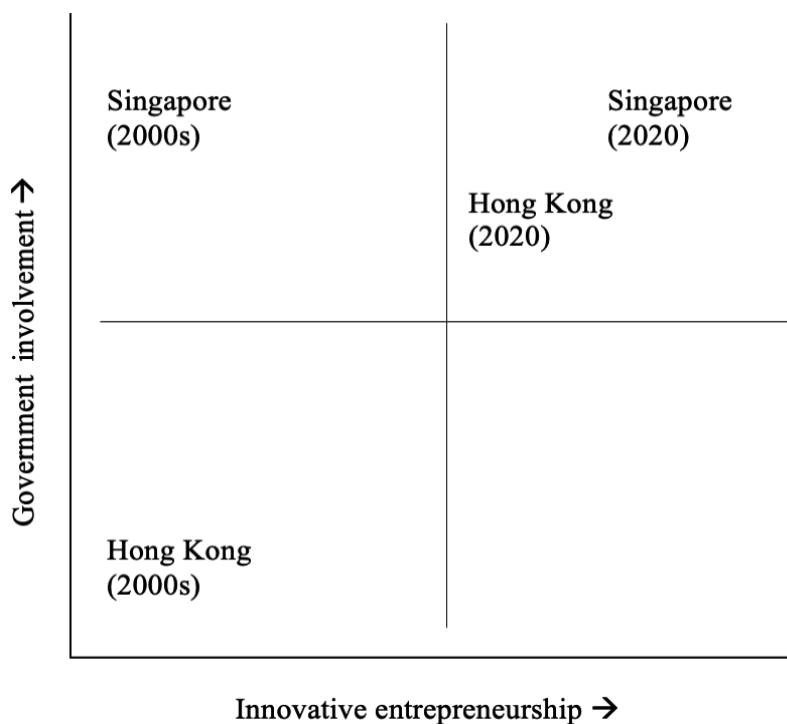 Singapore
(2000s)
Singapore
(2020)
Hong Kong
(2020)
Government involvement →
Hong Kong
(2000s)
Innovative entrepreneurship →